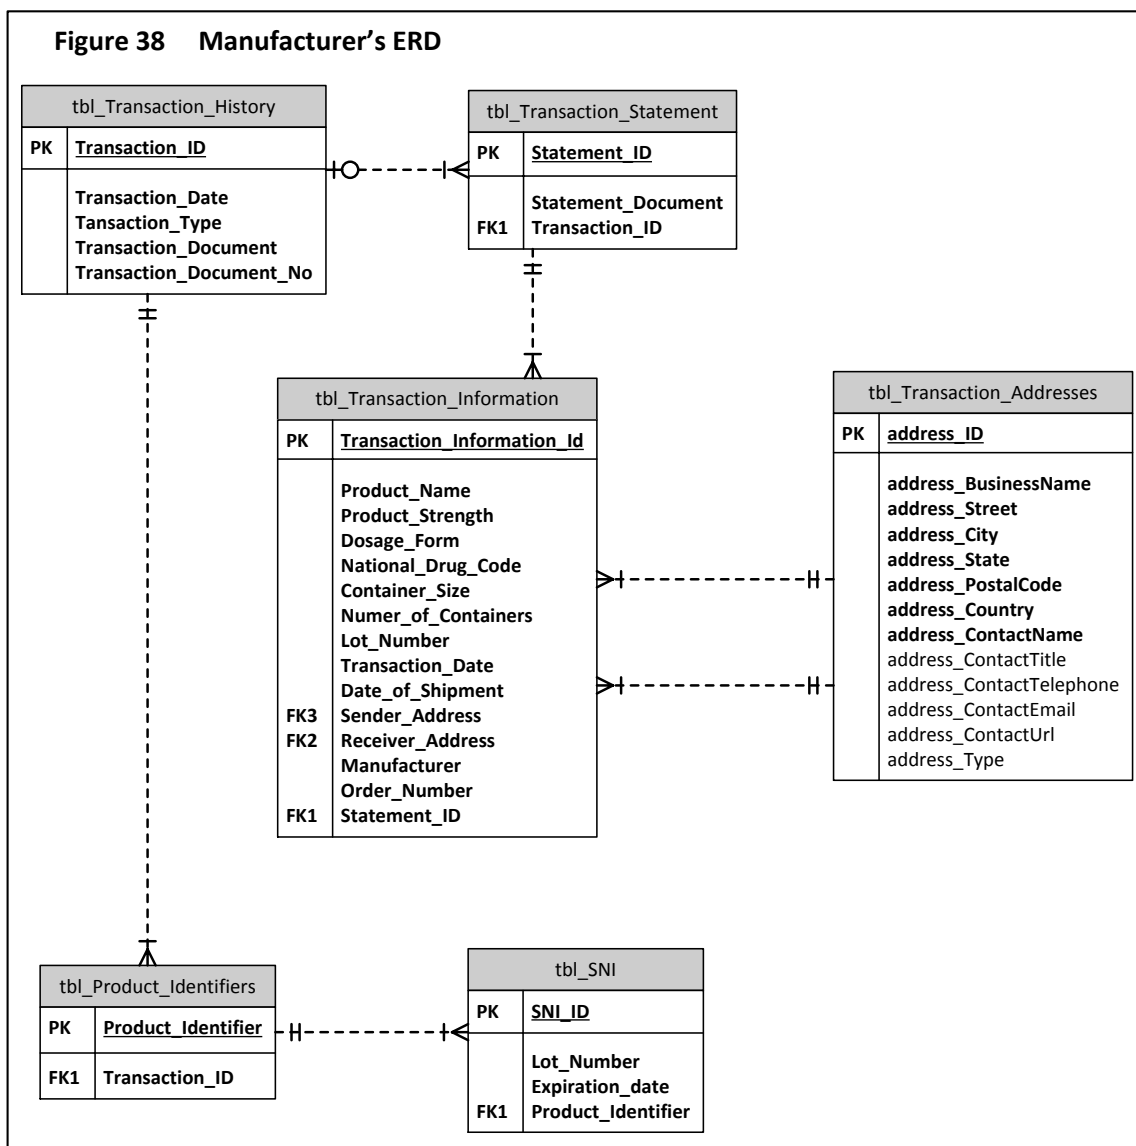 Figure 38 Manufacturer's ERD
tbl_Transaction_History
PK Transaction_ID
Transaction_Date
Tansaction_Type
Transaction_Document
Transaction_Document_No
tbl_Transaction_Statement
PK Statement_ID
Statement_Document
FK1 Transaction_ID
tbl_Transaction_Information
PK Transaction_Information_Id
Product_Name
Product_Strength
Dosage_Form
National_Drug_Code
Container_Size
Numer_of_Containers
Lot_Number
Transaction_Date
Date_of_Shipment
FK3 Sender_Address
FK2 Receiver_Address
Manufacturer
Order_Number
FK1 Statement_ID
tbl_Transaction_Addresses
PK address_ID
address_BusinessName
address_Street
address_City
address_State
address_PostalCode
address_Country
address_ContactName
address_ContactTitle
address_ContactTelephone
address_ContactEmail
address_ContactUrl
address_Type
tbl_Product_Identifiers
PK Product_Identifier
FK1 Transaction_ID
tbl_SNI
PK SNI_ID
Lot_Number
Expiration_date
FK1 Product_Identifier